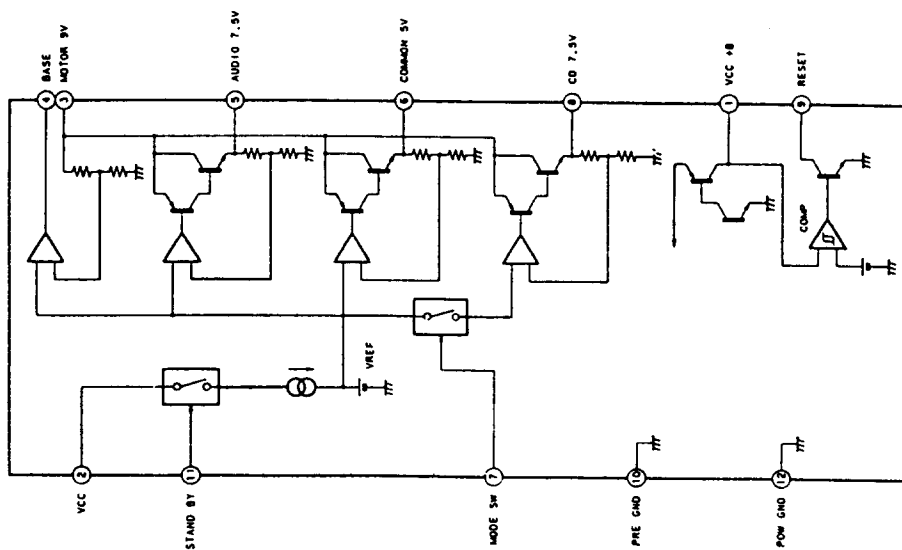 4 BASE
3 MOTOR 9V
5 AUDIO 7.5V
6 COMMON 5V
8 CD 7.5V
1 VCC +B
9 RESET
COMP
VREF
2 VCC
11 STAND BY
7 MODE SW
10 PRE GND
12 POW GND